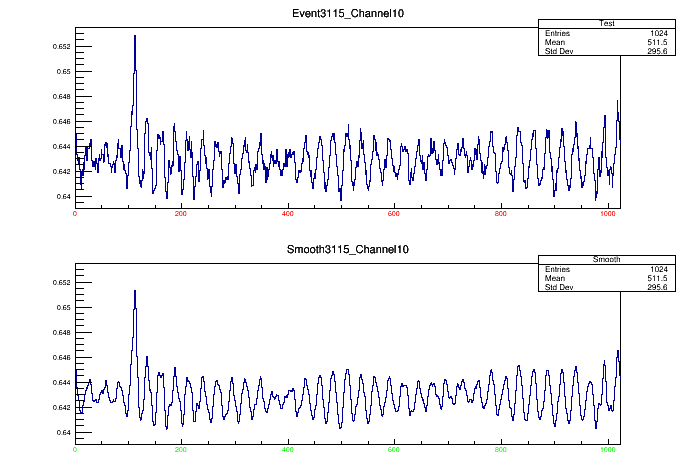 Event3115_Channel10
Test
Entries 1024
Mean 511.5
Std Dev 295.6
0.652
0.65
0.648
0.646
0.644
0.642
0.64
0 200 400 600 800 1000
Smooth3115_Channel10
Smooth
Entries 1024
Mean 511.5
Std Dev 295.6
0.652
0.65
0.648
0.646
0.644
0.642
0.64
0 200 400 600 800 1000